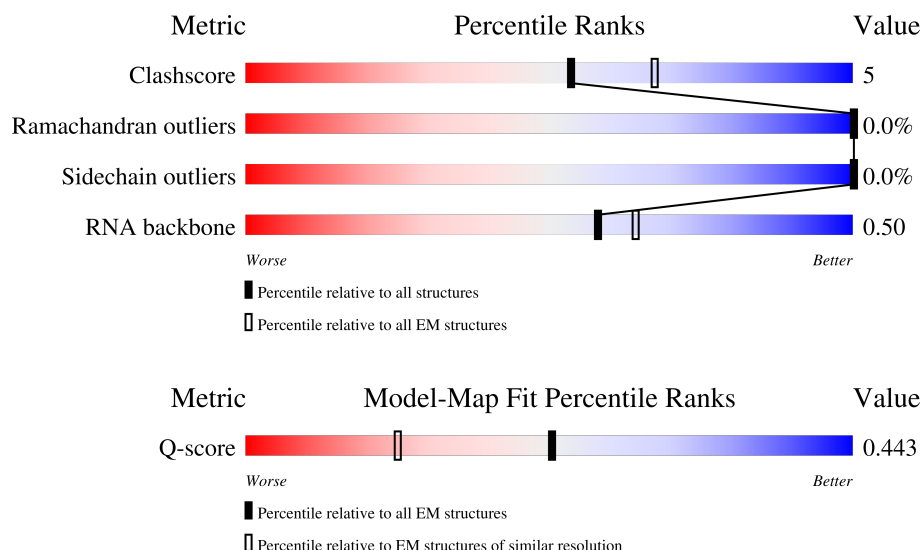 Metric Percentile Ranks Value
Clashscore 5
Ramachandran outliers 0.0%
Sidechain outliers 0.0%
RNA backbone 0.50
Worse Better
Percentile relative to all structures
Percentile relative to all EM structures
Metric Model-Map Fit Percentile Ranks Value
Q-score 0.443
Worse Better
Percentile relative to all EM structures
Percentile relative to EM structures of similar resolution